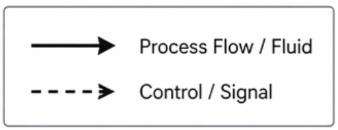 Process Flow / Fluid
Control / Signal